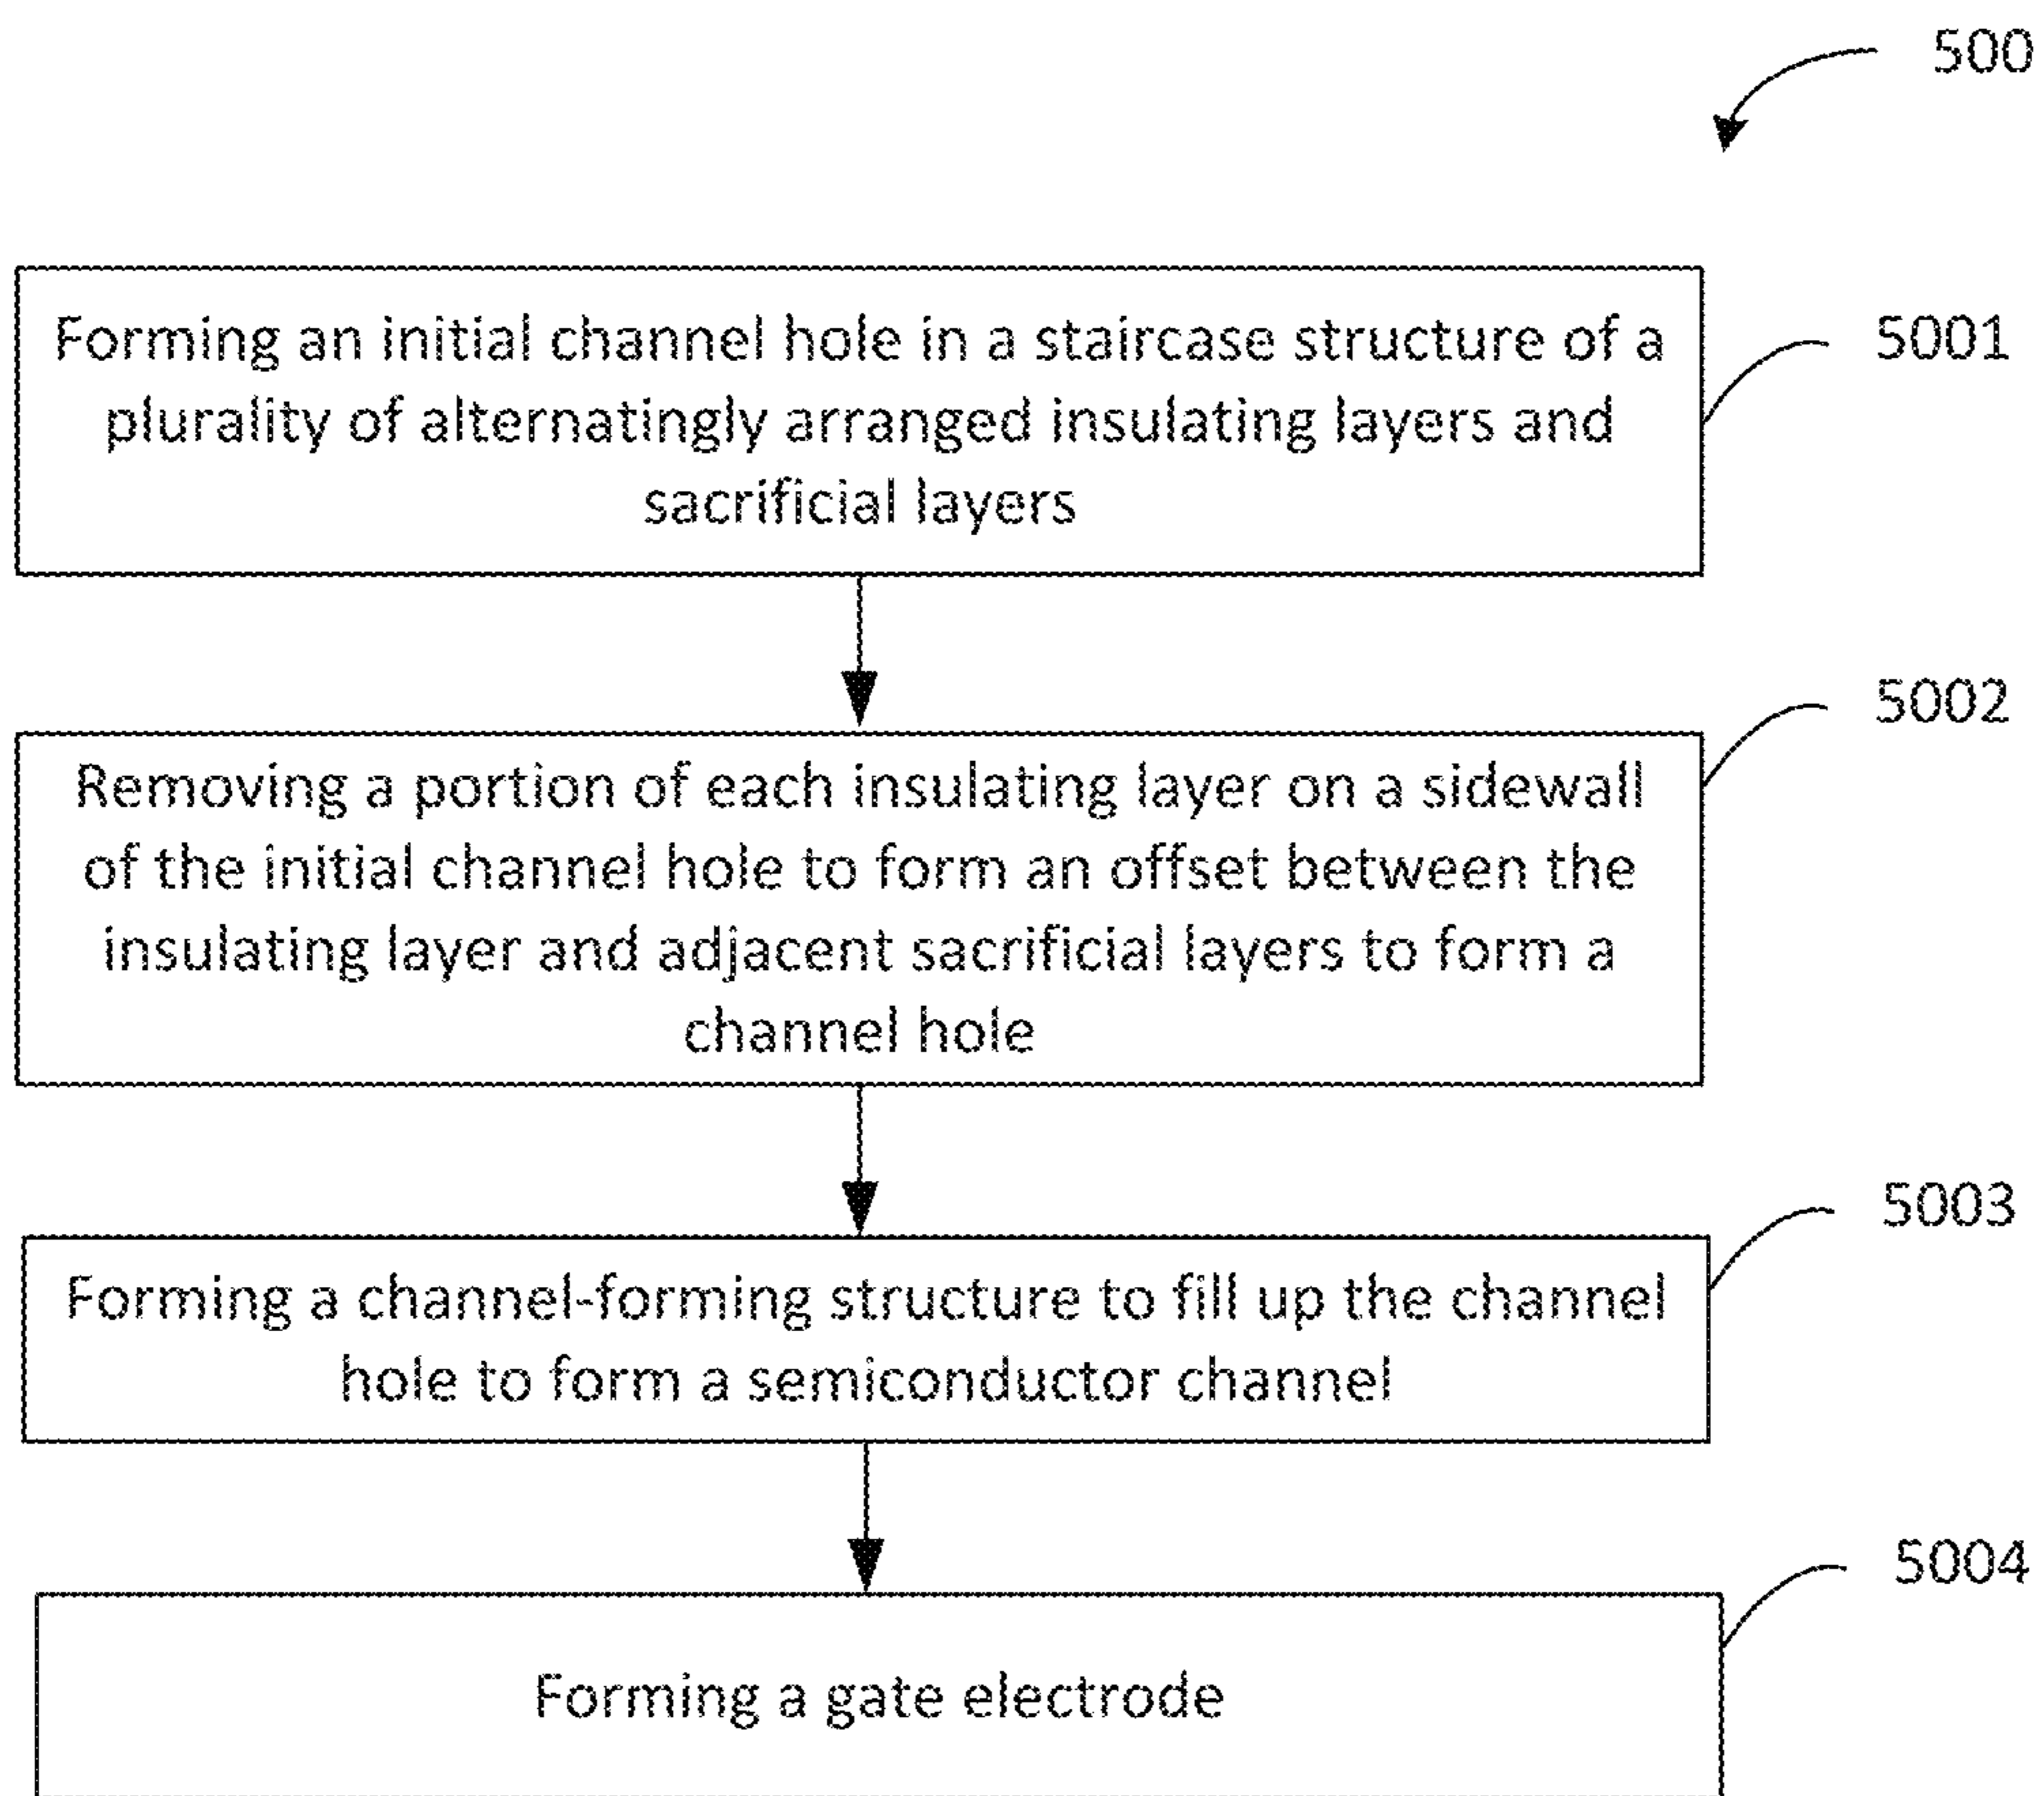 500
Forming an initial channel hole in a staircase structure of a
plurality of alternatingly arranged insulating layers and
sacrificial layers
5001
Removing a portion of each insulating layer on a sidewall
of the initial channel hole to form an offset between the
insulating layer and adjacent sacrificial layers to form a
channel hole
5002
Forming a channel-forming structure to fill up the channel
hole to form a semiconductor channel
5003
Forming a gate electrode
5004